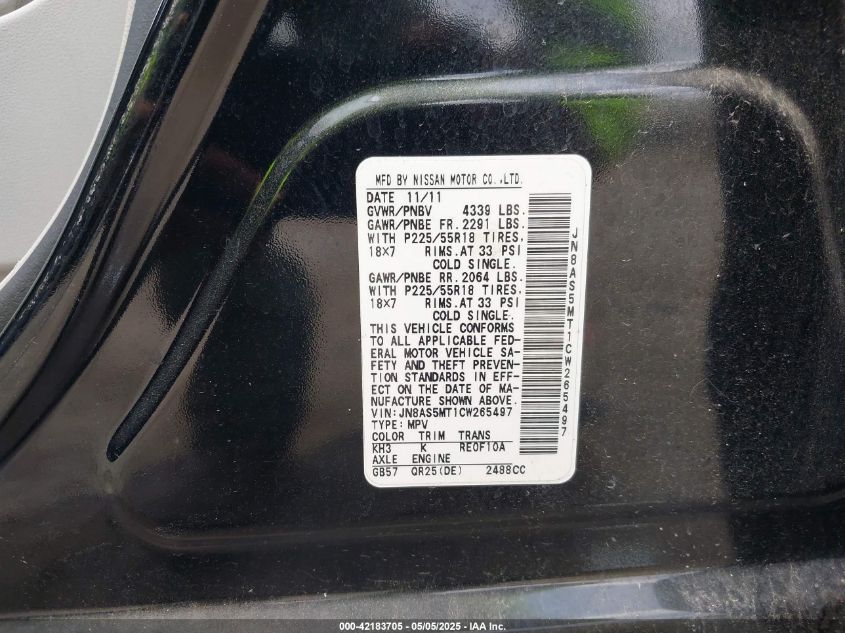 MFD BY NISSAN MOTOR CO.,LTD.
DATE 11/11
GVWR/PNBV 4339 LBS.
GAWR/PNBE FR. 2291 LBS.
WITH P225/55R18 TIRES.
18X7 RIMS. AT 33 PSI
COLD SINGLE.
GAWR/PNBE RR. 2064 LBS.
WITH P225/55R18 TIRES.
18X7 RIMS. AT 33 PSI
COLD SINGLE.
THIS VEHICLE CONFORMS
TO ALL APPLICABLE FED-
ERAL MOTOR VEHICLE SA-
FETY AND THEFT PREVEN-
TION STANDARDS IN EFF-
ECT ON THE DATE OF MA-
NUFACTURE SHOWN ABOVE.
VIN:JN8AS5MT1CW265497
TYPE:MPV
COLOR TRIM TRANS
KH3 K RE0F10A
AXLE ENGINE
GB57 QR25(DE) 2488CC
JN8AS5MT1CW265497
000-42183705 - 05/05/2025 - IAA Inc.